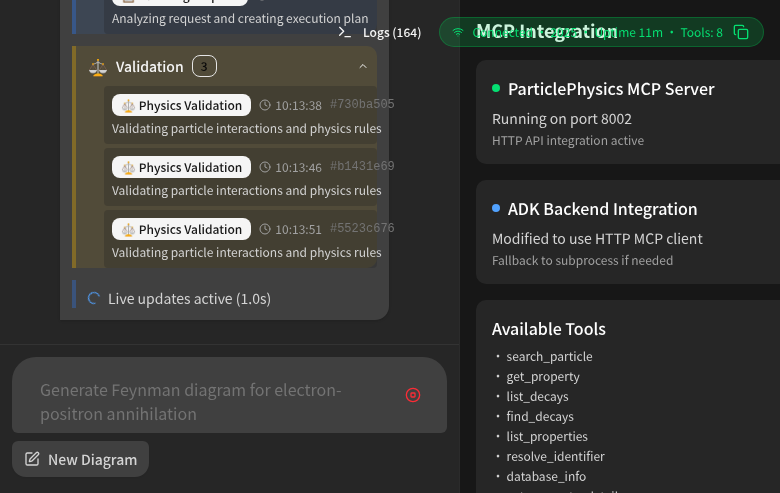 Analyzing request and creating execution plan
Logs (164)
Uptime 11m • Tools: 8
MCP Integration
Validation 3
Physics Validation 10:13:38 #730ba505
Validating particle interactions and physics rules
Physics Validation 10:13:46 #b1431e69
Validating particle interactions and physics rules
Physics Validation 10:13:51 #5523c676
Validating particle interactions and physics rules
Live updates active (1.0s)
Generate Feynman diagram for electron-
positron annihilation
New Diagram
ParticlePhysics MCP Server
Running on port 8002
HTTP API integration active
ADK Backend Integration
Modified to use HTTP MCP client
Fallback to subprocess if needed
Available Tools
• search_particle
• get_property
• list_decays
• find_decays
• list_properties
• resolve_identifier
• database_info